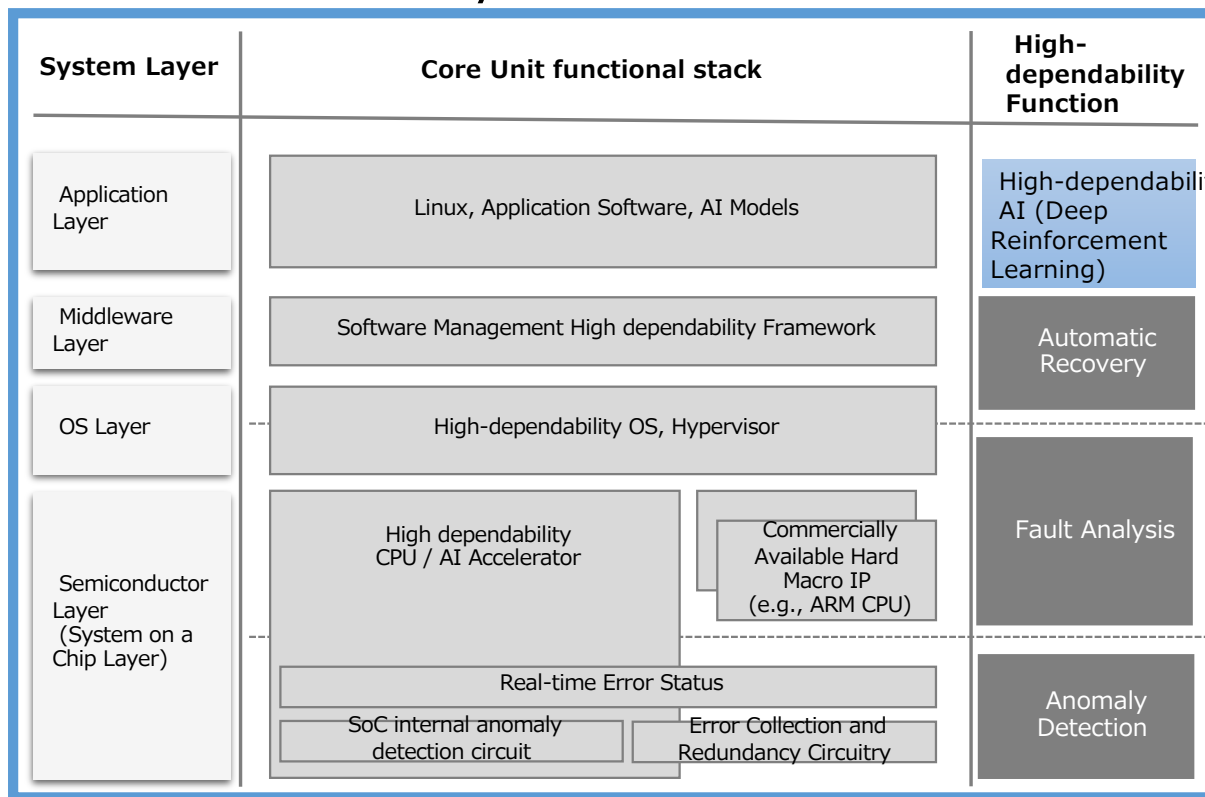 System Layer
Core Unit functional stack
High-
dependability
Function
Application
Layer
Linux, Application Software, AI Models
High-dependabili
AI (Deep
Reinforcement
Learning)
Middleware
Layer
Software Management High dependability Framework
Automatic
Recovery
OS Layer
High-dependability OS, Hypervisor
Semiconductor
Layer
(System on a
Chip Layer)
High dependability
CPU / AI Accelerator
Commercially
Available Hard
Macro IP
(e.g., ARM CPU)
Fault Analysis
Real-time Error Status
SoC internal anomaly
detection circuit
Error Collection and
Redundancy Circuitry
Anomaly
Detection